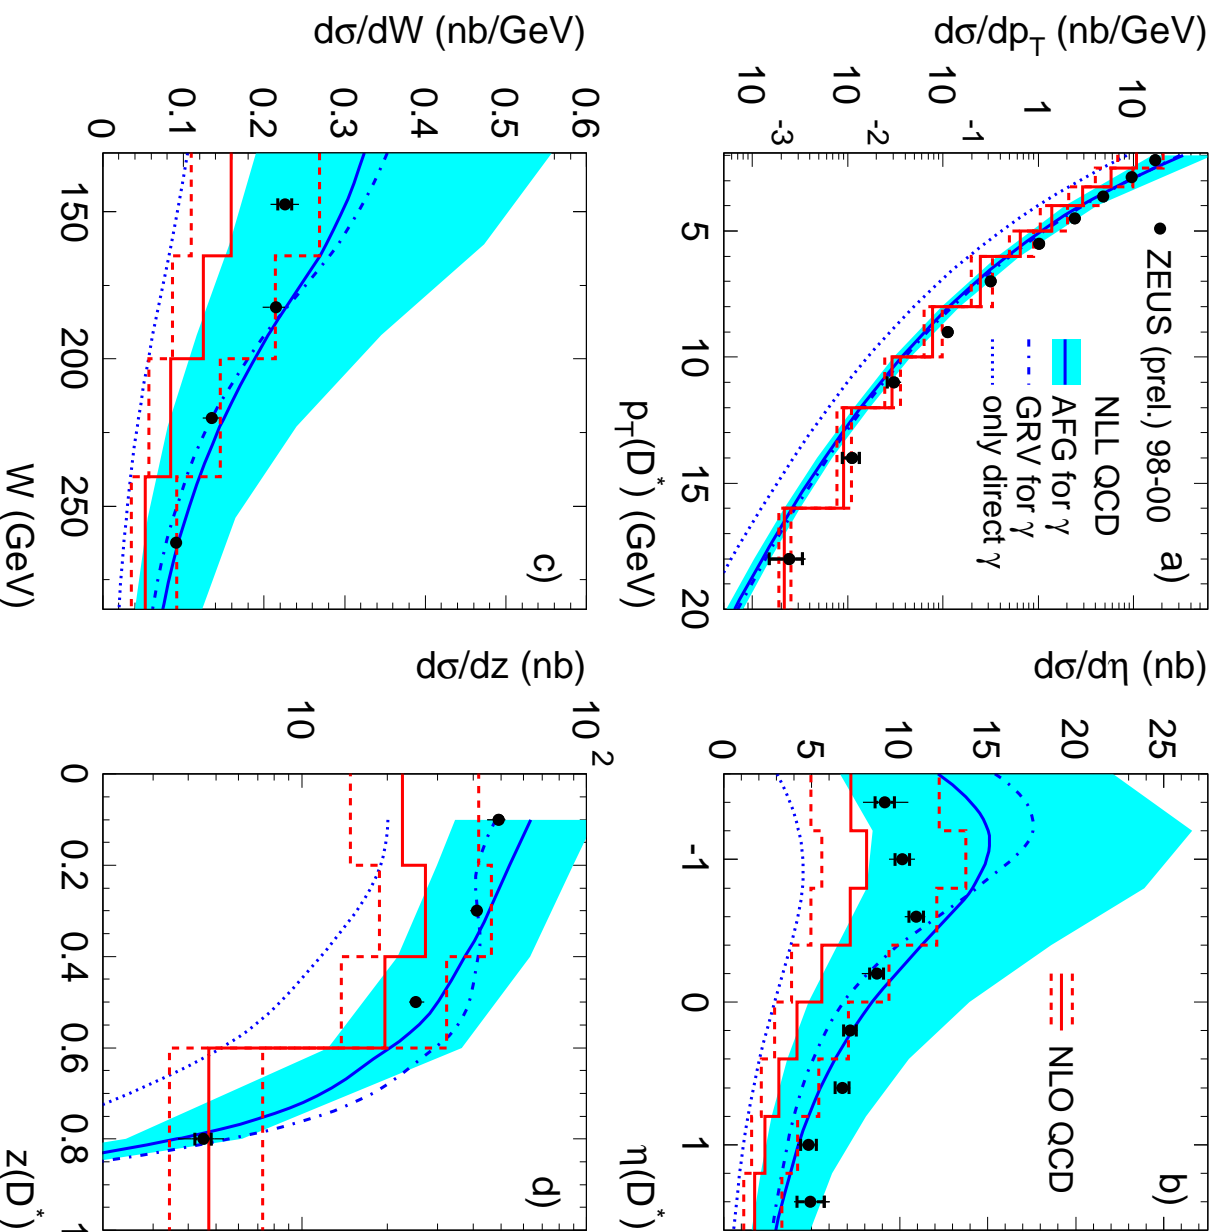 dσ/dp_T (nb/GeV)
10
1
10^-1
10^-2
10^-3
a)
ZEUS (prel.) 98-00
NLL QCD
AFG for γ
GRV for γ
only direct γ
5 10 15 20
p_T(D^*) (GeV)
dσ/dη (nb)
25
20
15
10
5
0
b)
NLO QCD
-1 0 1
η(D^*)
dσ/dW (nb/GeV)
0.6
0.5
0.4
0.3
0.2
0.1
0
c)
150 200 250
W (GeV)
dσ/dz (nb)
10^2
10
d)
0 0.2 0.4 0.6 0.8 1
z(D^*)